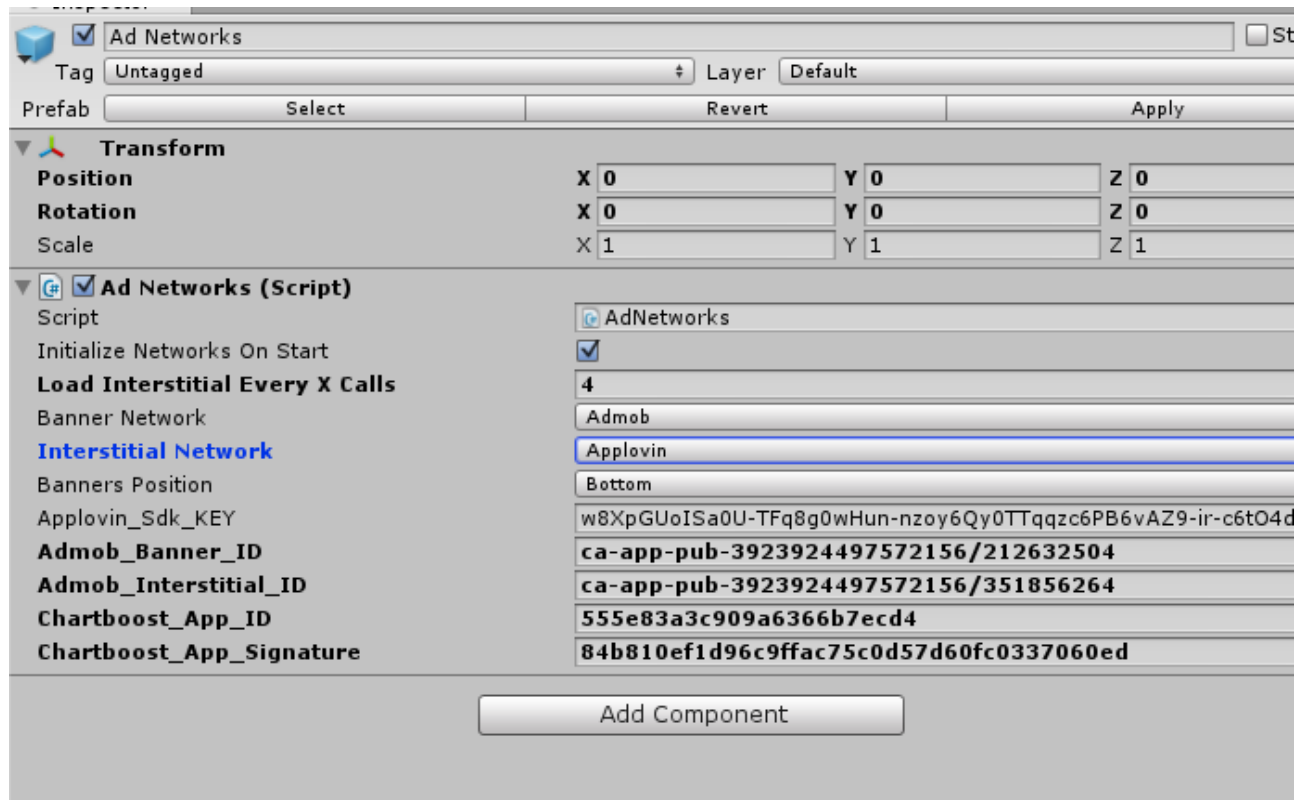 Inspector
Ad Networks St
Tag Untagged Layer Default
Prefab Select Revert Apply
Transform
Position X 0 Y 0 Z 0
Rotation X 0 Y 0 Z 0
Scale X 1 Y 1 Z 1
Ad Networks (Script)
Script AdNetworks
Initialize Networks On Start
Load Interstitial Every X Calls 4
Banner Network Admob
Interstitial Network Applovin
Banners Position Bottom
Applovin_Sdk_KEY w8XpGUoISa0U-TFq8g0wHun-nzoy6Qy0TTqqzc6PB6vAZ9-ir-c6tO4d
Admob_Banner_ID ca-app-pub-3923924497572156/212632504
Admob_Interstitial_ID ca-app-pub-3923924497572156/351856264
Chartboost_App_ID 555e83a3c909a6366b7ecd4
Chartboost_App_Signature 84b810ef1d96c9ffac75c0d57d60fc0337060ed
Add Component